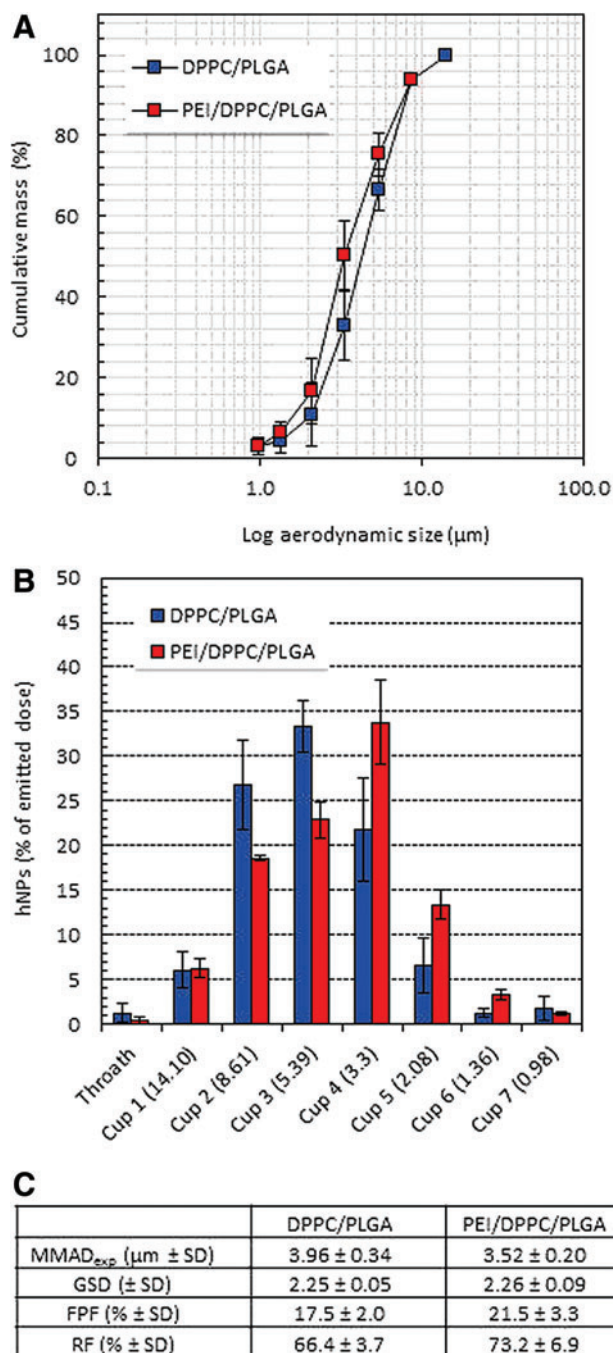 A
100
80
60
40
20
0
Cumulative mass (%)
DPPC/PLGA
PEI/DPPC/PLGA
0.1 1.0 10.0 100.0
Log aerodynamic size (µm)
B
50
45
40
35
30
25
20
15
10
5
0
hNPs (% of emitted dose)
DPPC/PLGA
PEI/DPPC/PLGA
Throath
Cup 1 (14.10)
Cup 2 (8.61)
Cup 3 (5.39)
Cup 4 (3.3)
Cup 5 (2.08)
Cup 6 (1.36)
Cup 7 (0.98)
C
DPPC/PLGA PEI/DPPC/PLGA
MMADexp (µm ± SD) 3.96 ± 0.34 3.52 ± 0.20
GSD (± SD) 2.25 ± 0.05 2.26 ± 0.09
FPF (% ± SD) 17.5 ± 2.0 21.5 ± 3.3
RF (% ± SD) 66.4 ± 3.7 73.2 ± 6.9